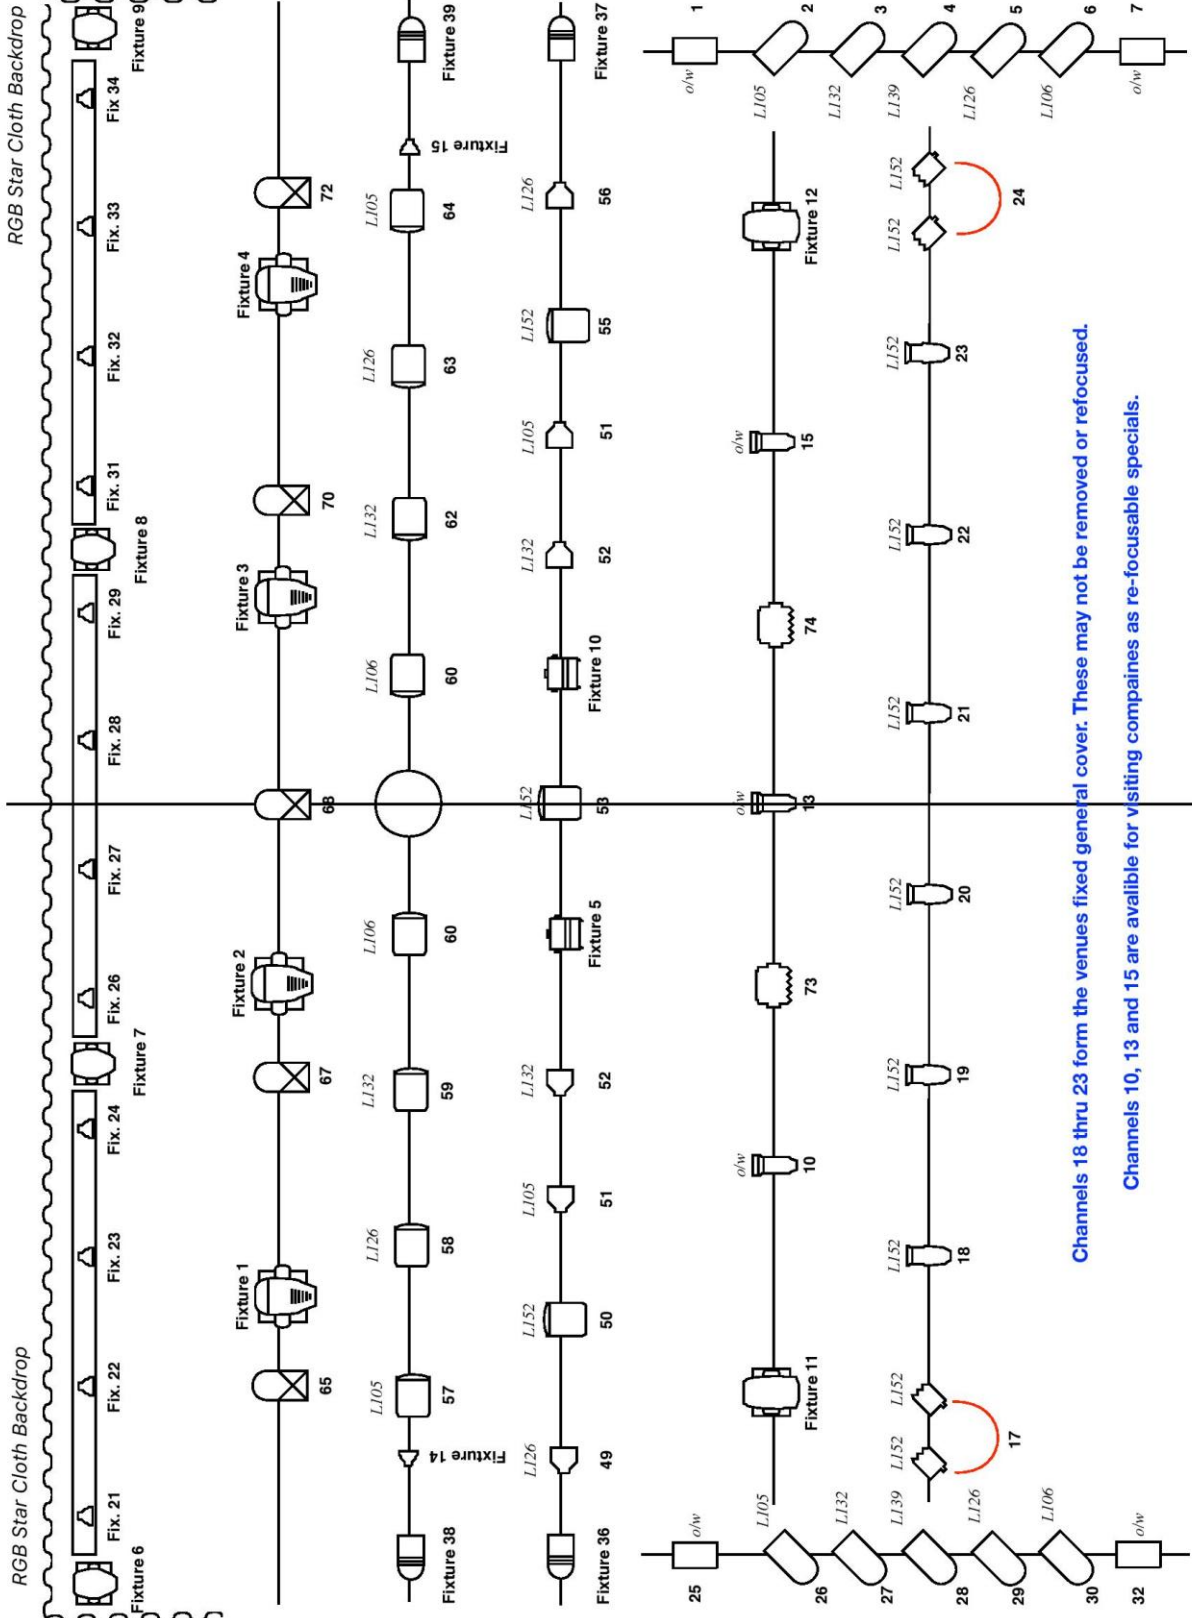 RGB Star Cloth Backdrop
RGB Star Cloth Backdrop
Fixture 6
Fix. 21
Fix. 22
Fix. 23
Fix. 24
Fixture 7
Fix. 26
Fix. 27
Fix. 28
Fix. 29
Fixture 8
Fix. 31
Fix. 32
Fix. 33
Fix 34
Fixture 9
65
Fixture 1
67
Fixture 2
68
Fixture 3
70
Fixture 4
72
L105
L126
L132
L106
L106
L132
L126
L105
Fixture 38
Fixture 14
57
58
59
60
60
62
63
64
Fixture 15
Fixture 39
L126
L152
L105
L132
L152
L132
L105
L152
L126
Fixture 36
49
50
51
52
Fixture 5
53
Fixture 10
52
51
55
56
Fixture 37
o/w
25
o/w
1
L105
26
Fixture 11
o/w
10
73
o/w
13
74
o/w
15
Fixture 12
L105
2
L132
27
L132
3
L139
28
L152
L152
17
L152
18
L152
19
L152
20
L152
21
L152
22
L152
23
L152
L152
24
L139
4
L126
29
L126
5
L106
30
L106
6
o/w
32
o/w
7
Channels 18 thru 23 form the venues fixed general cover. These may not be removed or refocused.
Channels 10, 13 and 15 are avalible for visiting compaines as re-focusable specials.